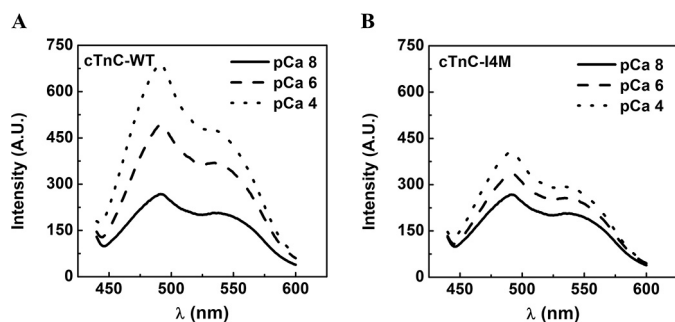 A
B
cTnC-WT
pCa 8
pCa 6
pCa 4
Intensity (A.U.)
750
600
450
300
150
0
450 500 550 600
λ (nm)
cTnC-I4M
pCa 8
pCa 6
pCa 4
Intensity (A.U.)
750
600
450
300
150
0
450 500 550 600
λ (nm)